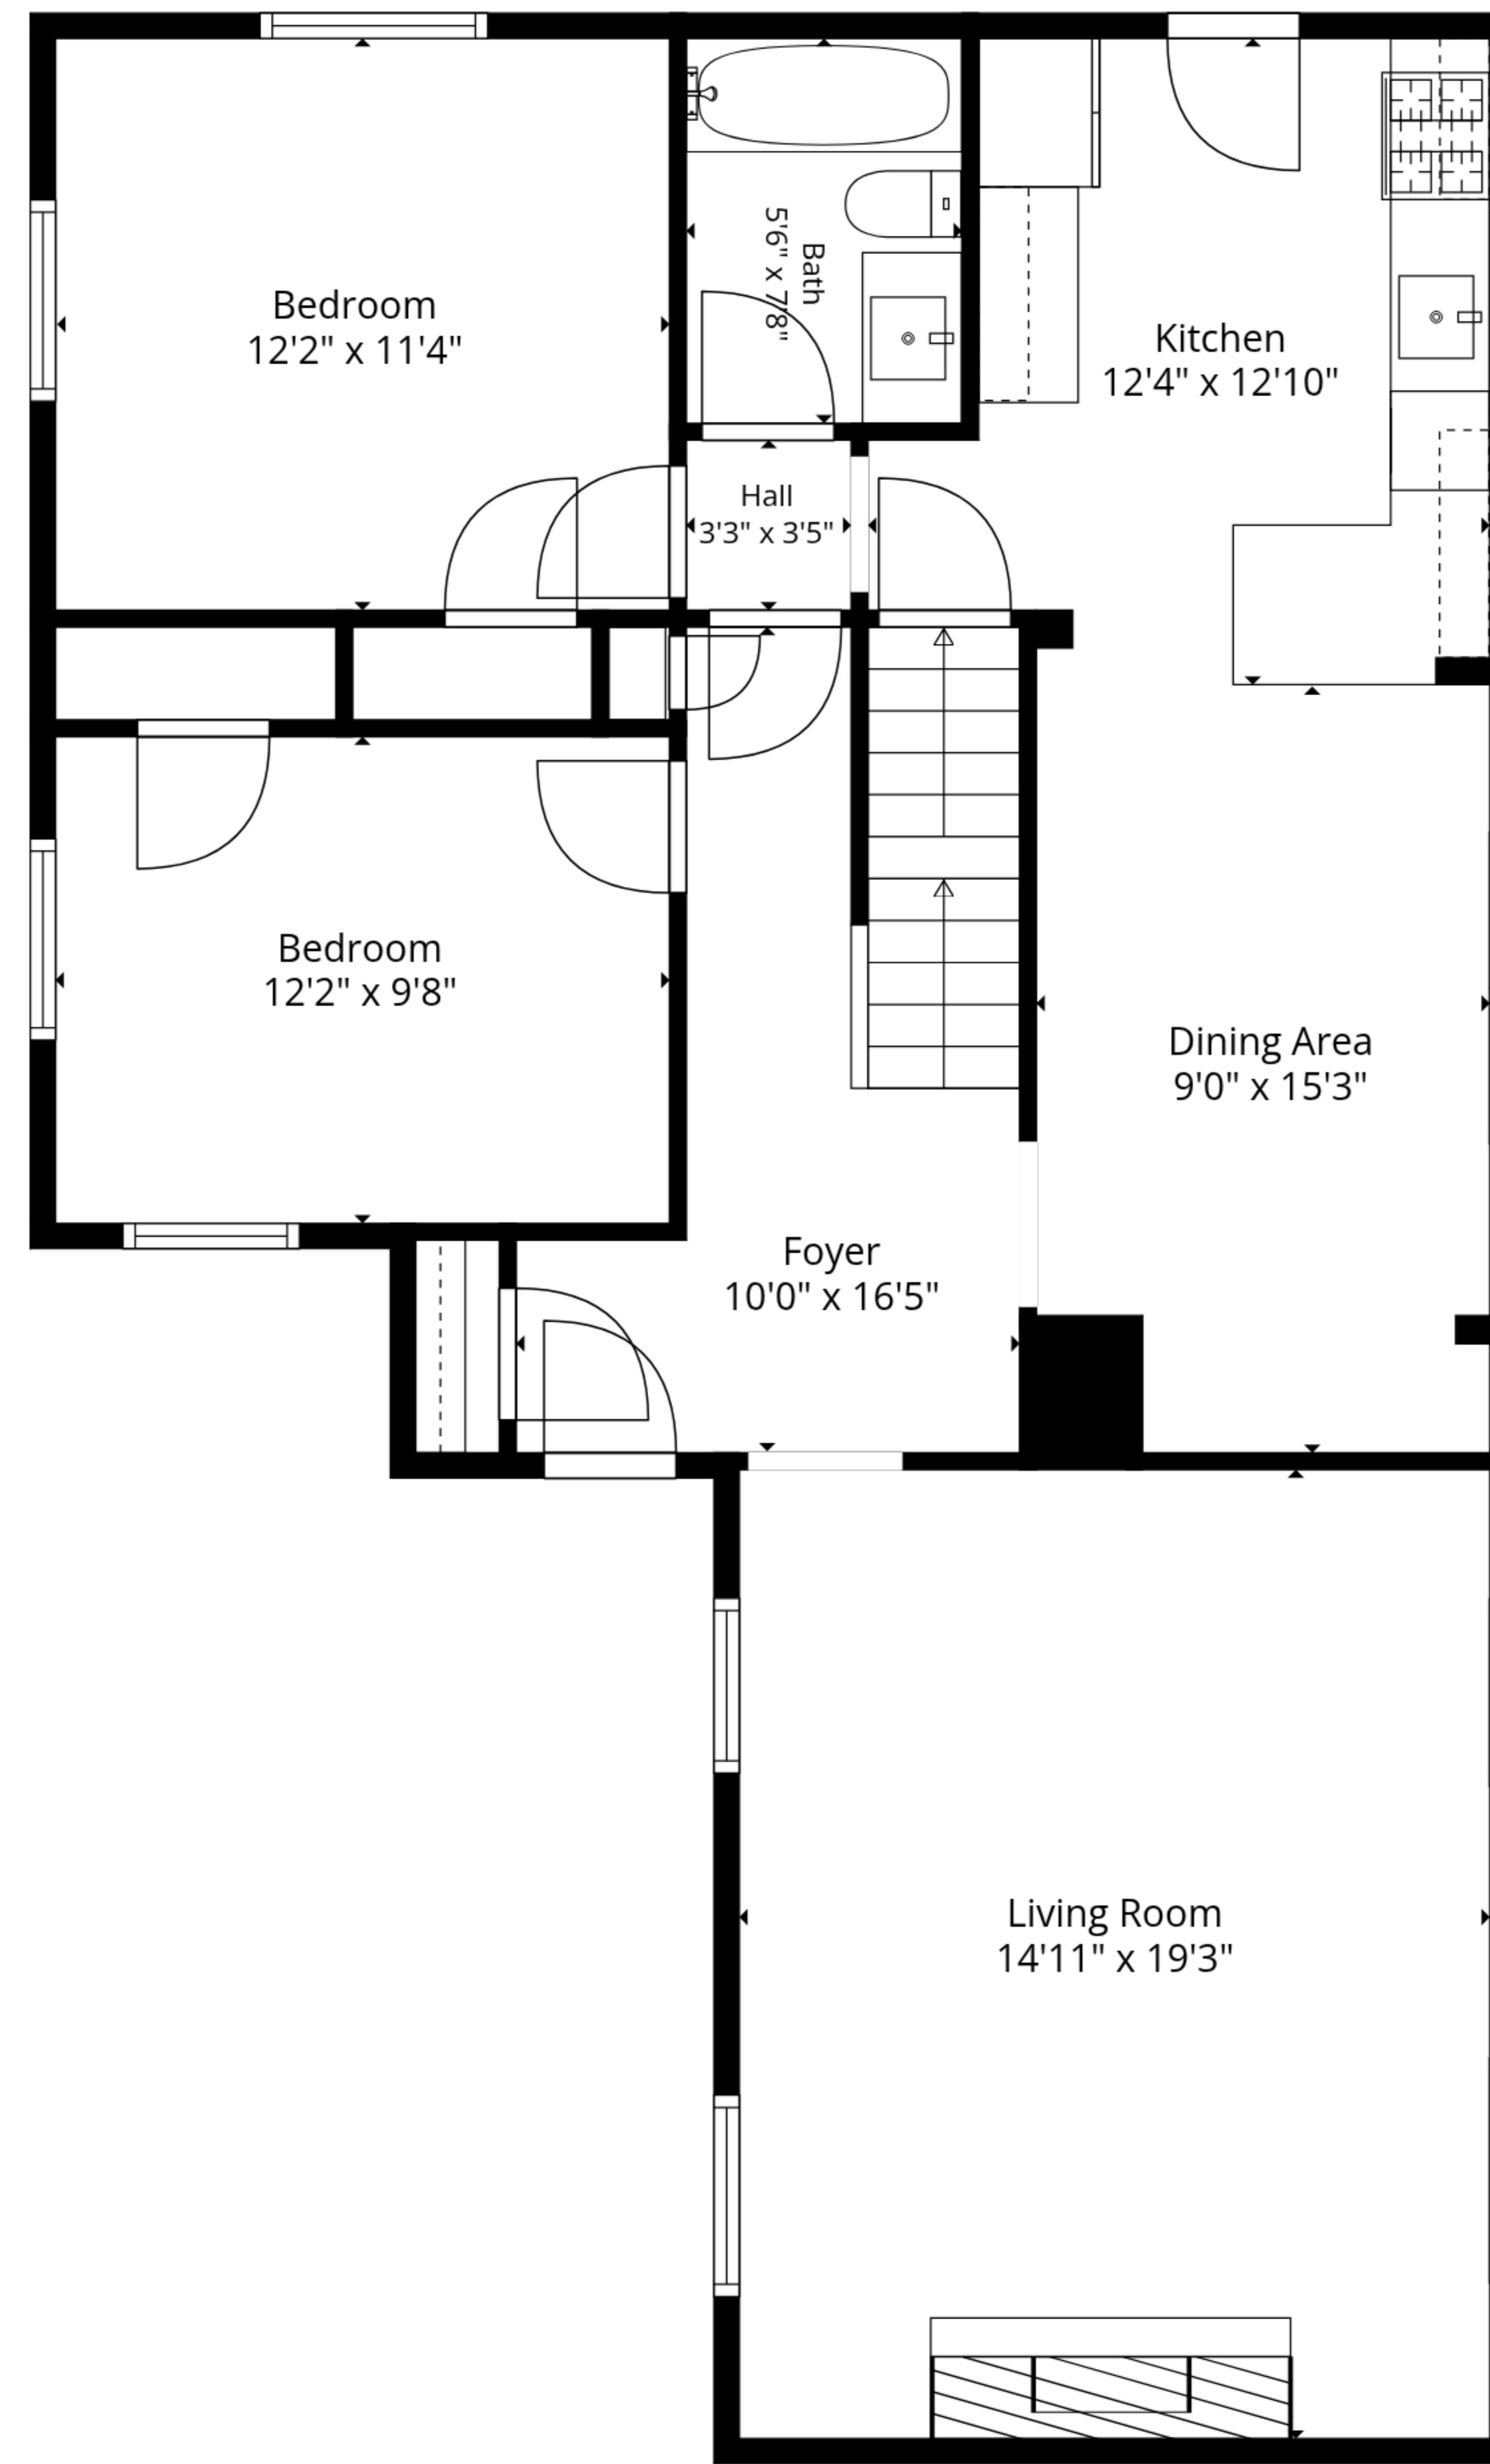 Bedroom
12'2" x 11'4"
Bath
5'6" x 7'8"
Kitchen
12'4" x 12'10"
Hall
3'3" x 3'5"
Bedroom
12'2" x 9'8"
Dining Area
9'0" x 15'3"
Foyer
10'0" x 16'5"
Living Room
14'11" x 19'3"